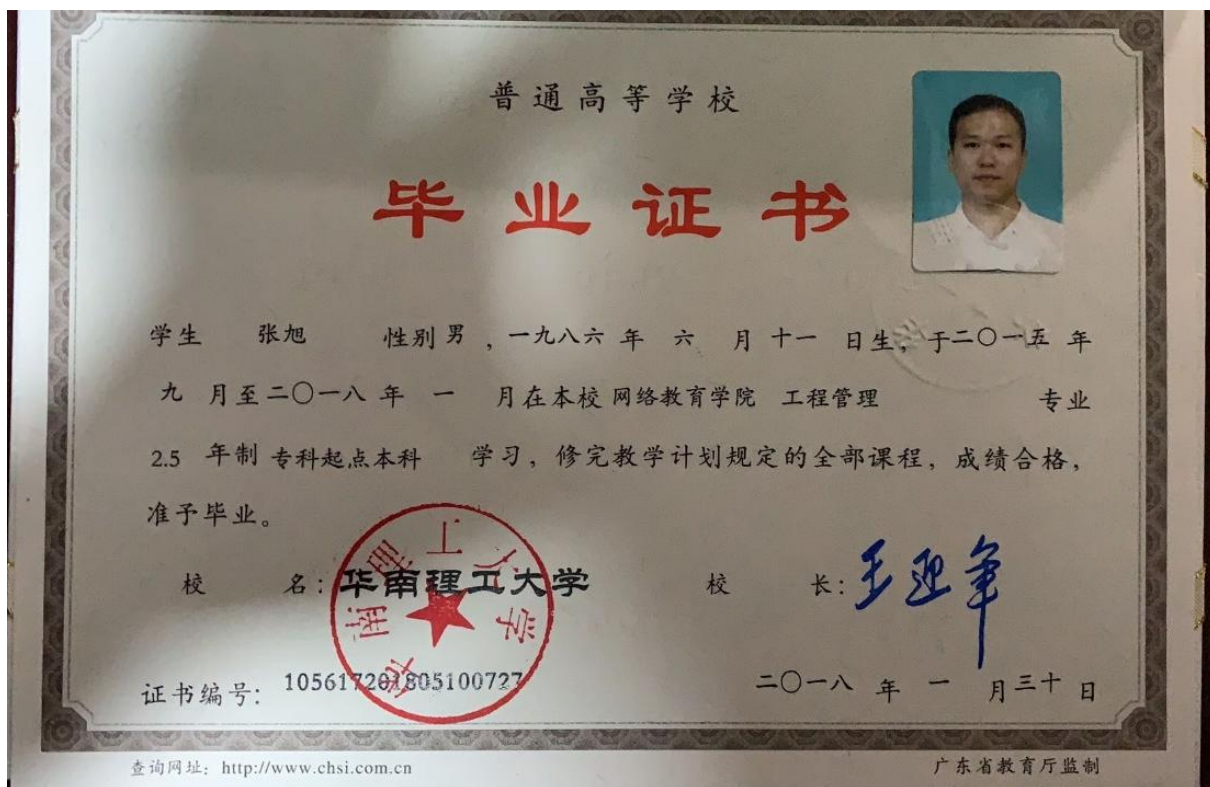 普通高等学校
毕业证书
学生 张旭 性别 男 ，一九八六 年 六 月 十一 日生，于二〇一五 年
九 月至二〇一八 年 一 月在本校 网络教育学院 工程管理 专业
2.5 年制 专科起点本科 学习，修完教学计划规定的全部课程，成绩合格，
准予毕业。
校 名：华南理工大学 校 长：王迎军
华南理工大学
证书编号：105617201805100727 二〇一八 年 一 月三十 日
查询网址：http://www.chsi.com.cn 广东省教育厅监制